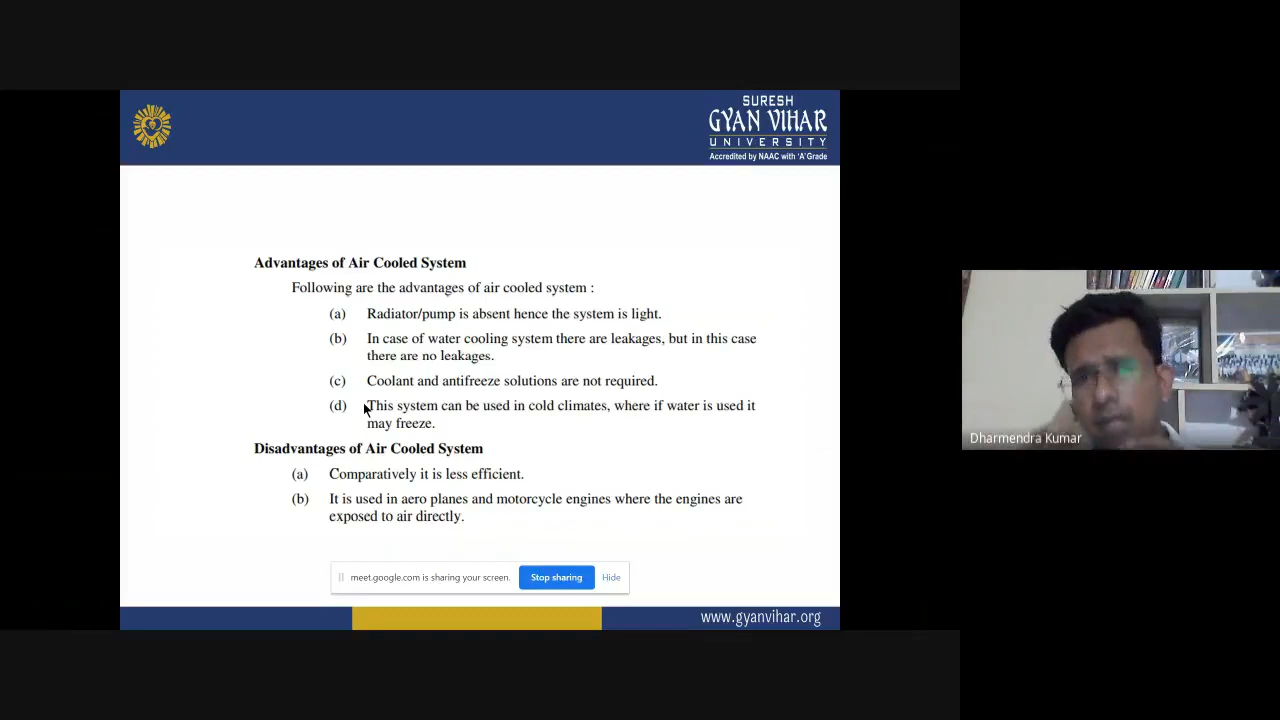 SURESH
GYAN VIHAR
UNIVERSITY
Accredited by NAAC with 'A' Grade
Advantages of Air Cooled System
Following are the advantages of air cooled system :
(a) Radiator/pump is absent hence the system is light.
(b) In case of water cooling system there are leakages, but in this case
there are no leakages.
(c) Coolant and antifreeze solutions are not required.
(d) This system can be used in cold climates, where if water is used it
may freeze.
Disadvantages of Air Cooled System
(a) Comparatively it is less efficient.
(b) It is used in aero planes and motorcycle engines where the engines are
exposed to air directly.
meet.google.com is sharing your screen. Stop sharing Hide
www.gyanvihar.org
Dharmendra Kumar